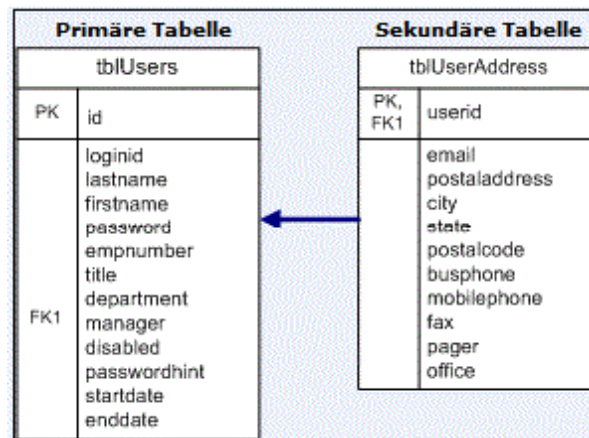 Primäre Tabelle
tblUsers
PK id
loginid
lastname
firstname
password
empnumber
title
department
FK1 manager
disabled
passwordhint
startdate
enddate
Sekundäre Tabelle
tblUserAddress
PK, FK1 userid
email
postaladdress
city
state
postalcode
busphone
mobilephone
fax
pager
office